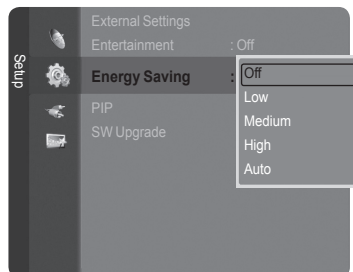 Setup
External Settings
Entertainment : Off
Energy Saving :
Off
Low
Medium
High
Auto
PIP
SW Upgrade